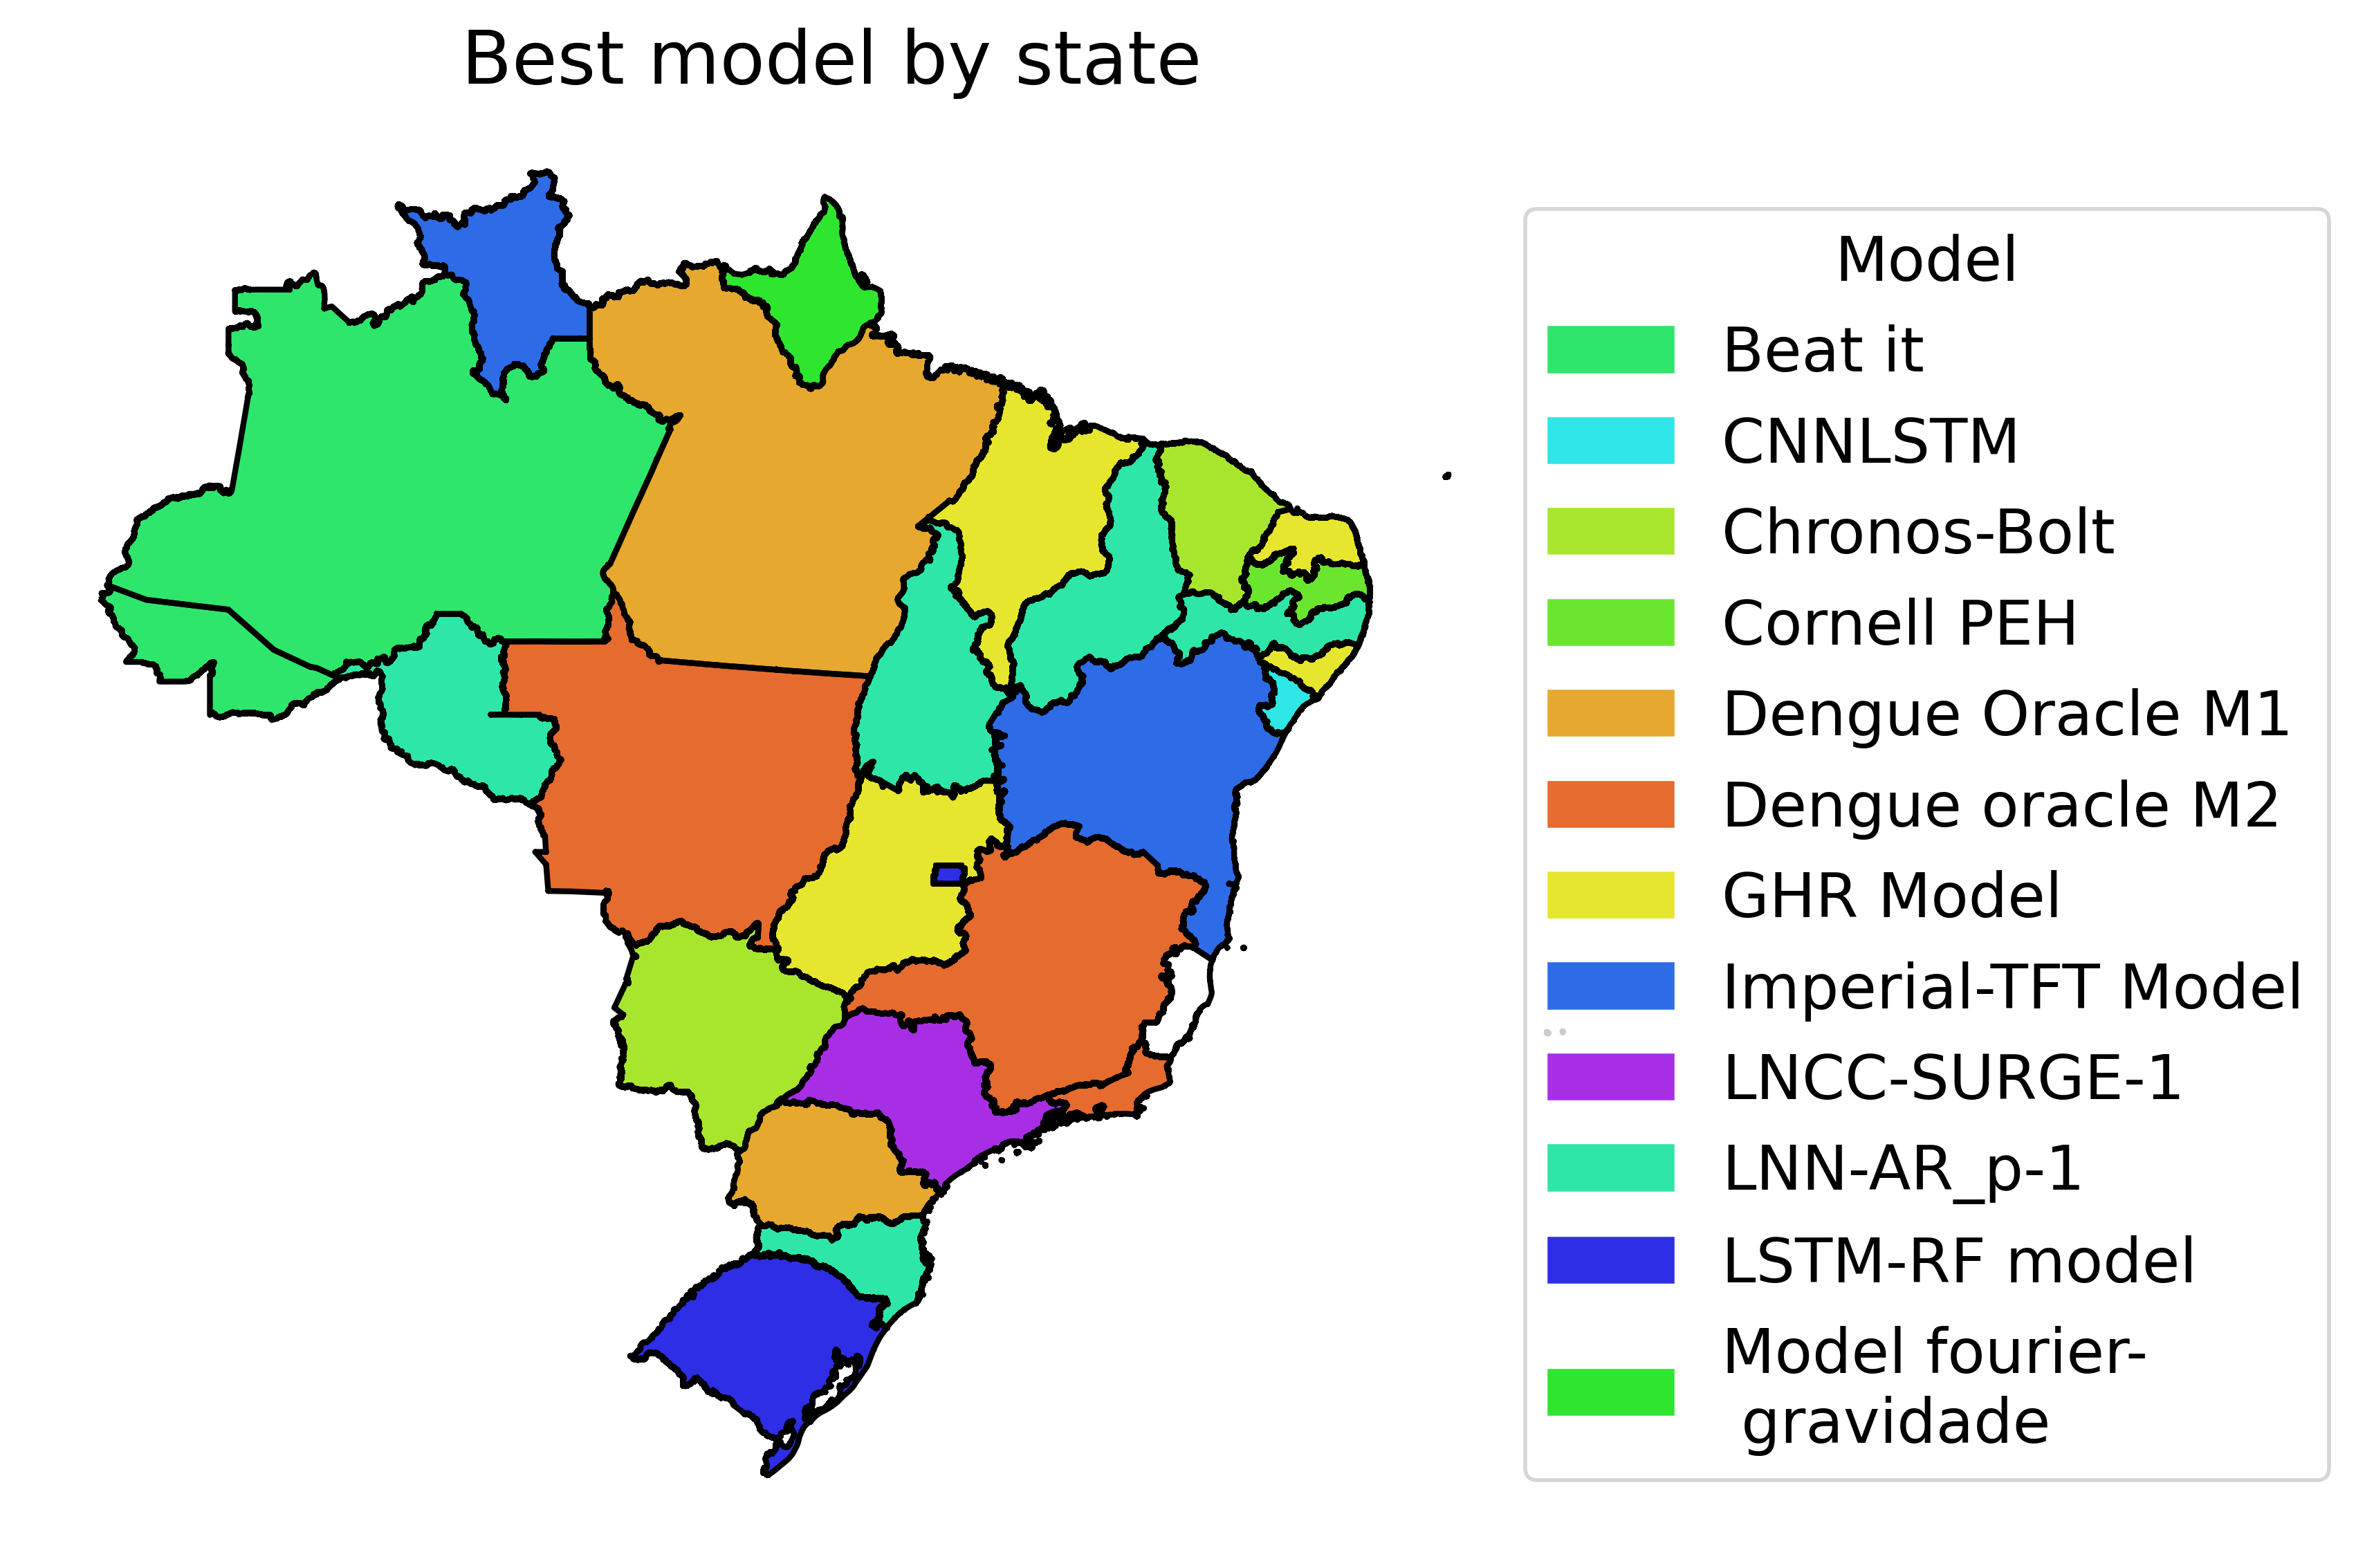 Best model by state
Model
Beat it
CNNLSTM
Chronos-Bolt
Cornell PEH
Dengue Oracle M1
Dengue oracle M2
GHR Model
Imperial-TFT Model
LNCC-SURGE-1
LNN-AR_p-1
LSTM-RF model
Model fourier-
gravidade